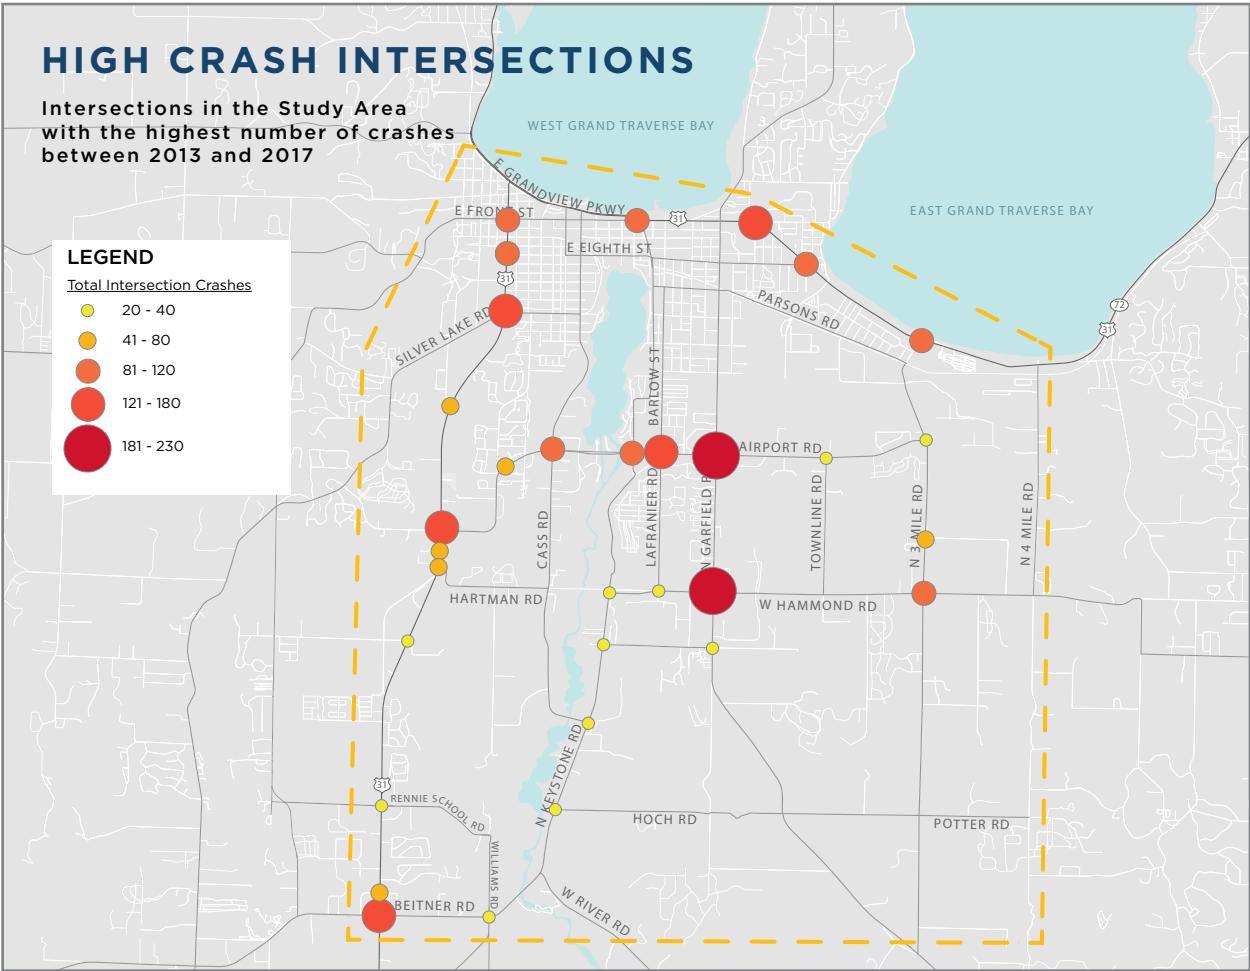 HIGH CRASH INTERSECTIONS
Intersections in the Study Area
with the highest number of crashes
between 2013 and 2017
WEST GRAND TRAVERSE BAY
EAST GRAND TRAVERSE BAY
E GRANDVIEW PKWY
E FRONT ST
31
E EIGHTH ST
LEGEND
Total Intersection Crashes
20 - 40
41 - 80
81 - 120
121 - 180
181 - 230
31
72
31
PARSONS RD
SILVER LAKE RD
BARLOW ST
AIRPORT RD
LAFRANIER RD
N GARFIELD R
TOWNLINE RD
N 3 MILE RD
N 4 MILE RD
CASS RD
HARTMAN RD
W HAMMOND RD
31
RENNIE SCHOOL RD
N KEYSTONE RD
HOCH RD
POTTER RD
WILLIAMS RD
BEITNER RD
W RIVER RD